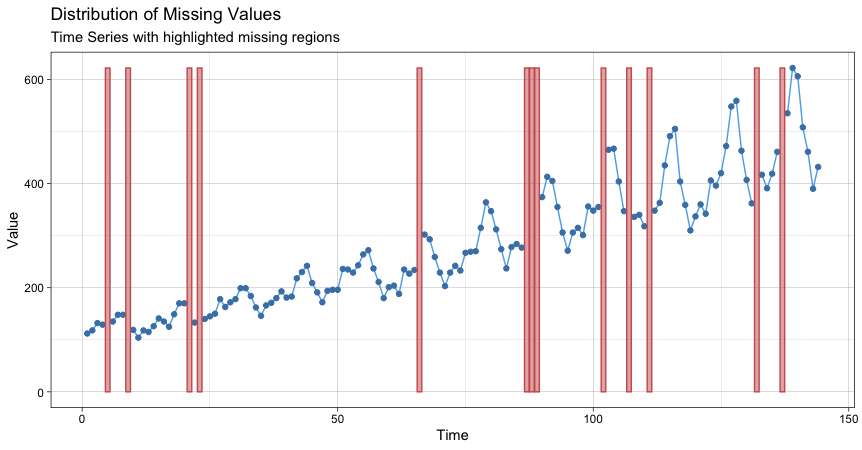 Distribution of Missing Values
Time Series with highlighted missing regions
600
400
200
0
Value
0 50 100 150
Time